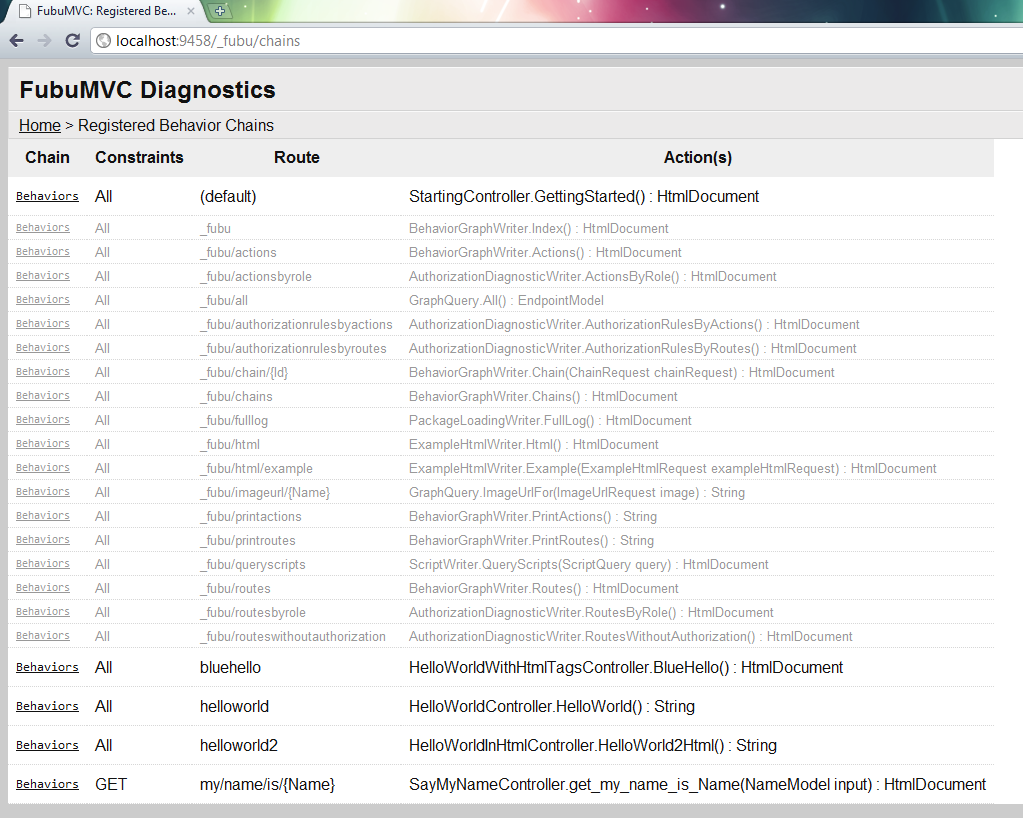 FubuMVC: Registered Be...
localhost:9458/_fubu/chains
FubuMVC Diagnostics
Home > Registered Behavior Chains
Chain Constraints Route Action(s)
Behaviors All (default) StartingController.GettingStarted() : HtmlDocument
Behaviors All _fubu BehaviorGraphWriter.Index() : HtmlDocument
Behaviors All _fubu/actions BehaviorGraphWriter.Actions() : HtmlDocument
Behaviors All _fubu/actionsbyrole AuthorizationDiagnosticWriter.ActionsByRole() : HtmlDocument
Behaviors All _fubu/all GraphQuery.All() : EndpointModel
Behaviors All _fubu/authorizationrulesbyactions AuthorizationDiagnosticWriter.AuthorizationRulesByActions() : HtmlDocument
Behaviors All _fubu/authorizationrulesbyroutes AuthorizationDiagnosticWriter.AuthorizationRulesByRoutes() : HtmlDocument
Behaviors All _fubu/chain/{Id} BehaviorGraphWriter.Chain(ChainRequest chainRequest) : HtmlDocument
Behaviors All _fubu/chains BehaviorGraphWriter.Chains() : HtmlDocument
Behaviors All _fubu/fulllog PackageLoadingWriter.FullLog() : HtmlDocument
Behaviors All _fubu/html ExampleHtmlWriter.Html() : HtmlDocument
Behaviors All _fubu/html/example ExampleHtmlWriter.Example(ExampleHtmlRequest exampleHtmlRequest) : HtmlDocument
Behaviors All _fubu/imageurl/{Name} GraphQuery.ImageUrlFor(ImageUrlRequest image) : String
Behaviors All _fubu/printactions BehaviorGraphWriter.PrintActions() : String
Behaviors All _fubu/printroutes BehaviorGraphWriter.PrintRoutes() : String
Behaviors All _fubu/queryscripts ScriptWriter.QueryScripts(ScriptQuery query) : HtmlDocument
Behaviors All _fubu/routes BehaviorGraphWriter.Routes() : HtmlDocument
Behaviors All _fubu/routesbyrole AuthorizationDiagnosticWriter.RoutesByRole() : HtmlDocument
Behaviors All _fubu/routeswithoutauthorization AuthorizationDiagnosticWriter.RoutesWithoutAuthorization() : HtmlDocument
Behaviors All bluehello HelloWorldWithHtmlTagsController.BlueHello() : HtmlDocument
Behaviors All helloworld HelloWorldController.HelloWorld() : String
Behaviors All helloworld2 HelloWorldInHtmlController.HelloWorld2Html() : String
Behaviors GET my/name/is/{Name} SayMyNameController.get_my_name_is_Name(NameModel input) : HtmlDocument